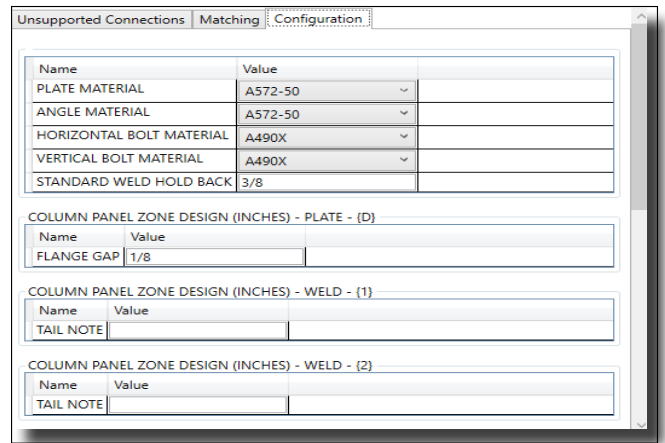 Unsupported Connections Matching Configuration
Name Value
PLATE MATERIAL A572-50
ANGLE MATERIAL A572-50
HORIZONTAL BOLT MATERIAL A490X
VERTICAL BOLT MATERIAL A490X
STANDARD WELD HOLD BACK 3/8
COLUMN PANEL ZONE DESIGN (INCHES) - PLATE - {D}
Name Value
FLANGE GAP 1/8
COLUMN PANEL ZONE DESIGN (INCHES) - WELD - {1}
Name Value
TAIL NOTE
COLUMN PANEL ZONE DESIGN (INCHES) - WELD - {2}
Name Value
TAIL NOTE